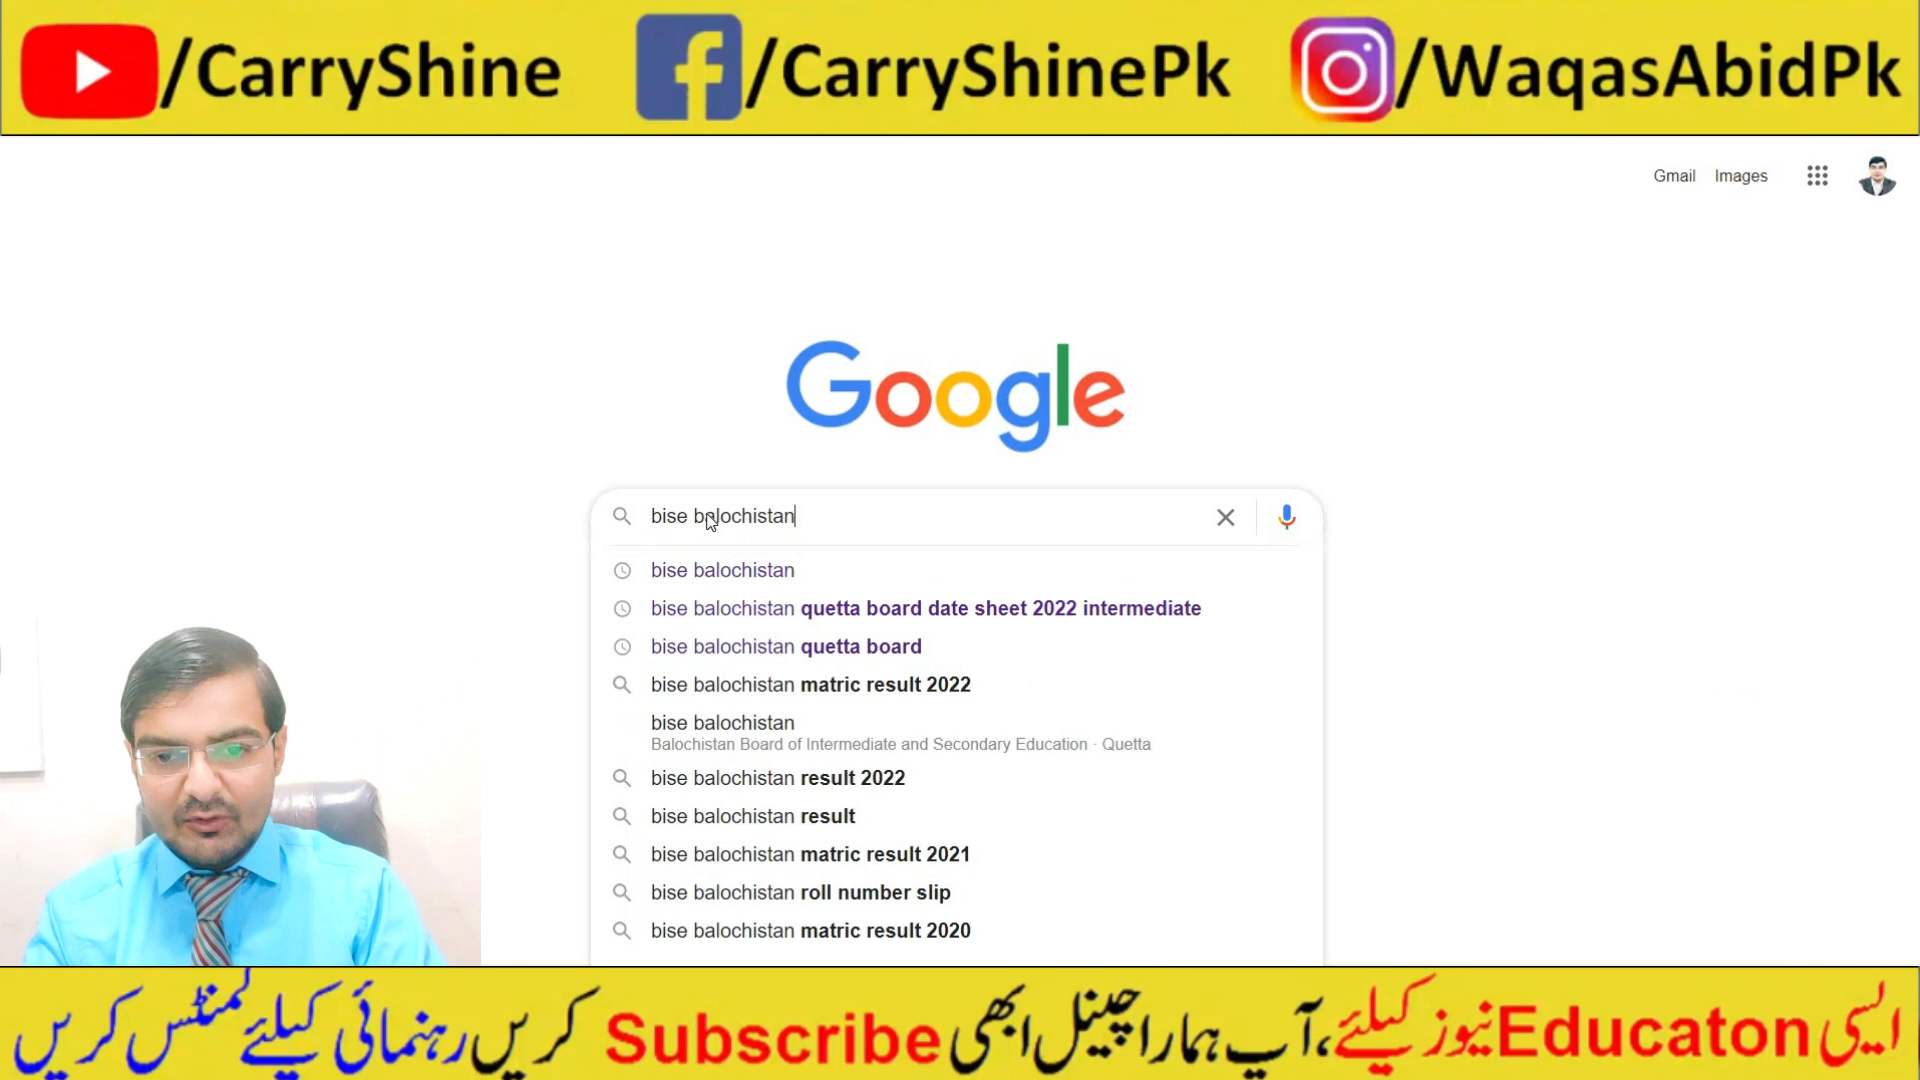 /CarryShine /CarryShinePk /WaqasAbidPk
Gmail Images
Google
bise balochistan
bise balochistan
bise balochistan quetta board date sheet 2022 intermediate
bise balochistan quetta board
bise balochistan matric result 2022
bise balochistan
Balochistan Board of Intermediate and Secondary Education · Quetta
bise balochistan result 2022
bise balochistan result
bise balochistan matric result 2021
bise balochistan roll number slip
bise balochistan matric result 2020
ایسی Educaton نیوز کیلئے، آپ ہمارا چینل ابھی Subscribe کریں رہنمائی کیلئے کمنٹس کریں